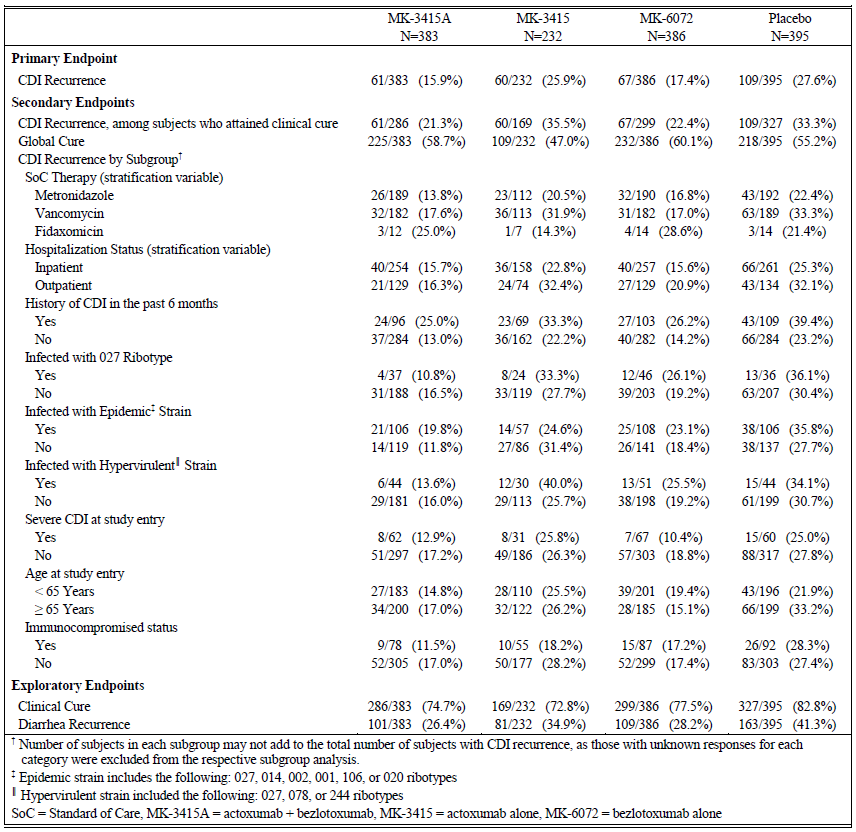 MK-3415A MK-3415 MK-6072 Placebo
N=383 N=232 N=386 N=395
Primary Endpoint
CDI Recurrence 61/383 (15.9%) 60/232 (25.9%) 67/386 (17.4%) 109/395 (27.6%)
Secondary Endpoints
CDI Recurrence, among subjects who attained clinical cure 61/286 (21.3%) 60/169 (35.5%) 67/299 (22.4%) 109/327 (33.3%)
Global Cure 225/383 (58.7%) 109/232 (47.0%) 232/386 (60.1%) 218/395 (55.2%)
CDI Recurrence by Subgroup†
SoC Therapy (stratification variable)
Metronidazole 26/189 (13.8%) 23/112 (20.5%) 32/190 (16.8%) 43/192 (22.4%)
Vancomycin 32/182 (17.6%) 36/113 (31.9%) 31/182 (17.0%) 63/189 (33.3%)
Fidaxomicin 3/12 (25.0%) 1/7 (14.3%) 4/14 (28.6%) 3/14 (21.4%)
Hospitalization Status (stratification variable)
Inpatient 40/254 (15.7%) 36/158 (22.8%) 40/257 (15.6%) 66/261 (25.3%)
Outpatient 21/129 (16.3%) 24/74 (32.4%) 27/129 (20.9%) 43/134 (32.1%)
History of CDI in the past 6 months
Yes 24/96 (25.0%) 23/69 (33.3%) 27/103 (26.2%) 43/109 (39.4%)
No 37/284 (13.0%) 36/162 (22.2%) 40/282 (14.2%) 66/284 (23.2%)
Infected with 027 Ribotype
Yes 4/37 (10.8%) 8/24 (33.3%) 12/46 (26.1%) 13/36 (36.1%)
No 31/188 (16.5%) 33/119 (27.7%) 39/203 (19.2%) 63/207 (30.4%)
Infected with Epidemic‡ Strain
Yes 21/106 (19.8%) 14/57 (24.6%) 25/108 (23.1%) 38/106 (35.8%)
No 14/119 (11.8%) 27/86 (31.4%) 26/141 (18.4%) 38/137 (27.7%)
Infected with Hypervirulent∥ Strain
Yes 6/44 (13.6%) 12/30 (40.0%) 13/51 (25.5%) 15/44 (34.1%)
No 29/181 (16.0%) 29/113 (25.7%) 38/198 (19.2%) 61/199 (30.7%)
Severe CDI at study entry
Yes 8/62 (12.9%) 8/31 (25.8%) 7/67 (10.4%) 15/60 (25.0%)
No 51/297 (17.2%) 49/186 (26.3%) 57/303 (18.8%) 88/317 (27.8%)
Age at study entry
< 65 Years 27/183 (14.8%) 28/110 (25.5%) 39/201 (19.4%) 43/196 (21.9%)
≥ 65 Years 34/200 (17.0%) 32/122 (26.2%) 28/185 (15.1%) 66/199 (33.2%)
Immunocompromised status
Yes 9/78 (11.5%) 10/55 (18.2%) 15/87 (17.2%) 26/92 (28.3%)
No 52/305 (17.0%) 50/177 (28.2%) 52/299 (17.4%) 83/303 (27.4%)
Exploratory Endpoints
Clinical Cure 286/383 (74.7%) 169/232 (72.8%) 299/386 (77.5%) 327/395 (82.8%)
Diarrhea Recurrence 101/383 (26.4%) 81/232 (34.9%) 109/386 (28.2%) 163/395 (41.3%)
† Number of subjects in each subgroup may not add to the total number of subjects with CDI recurrence, as those with unknown responses for each
category were excluded from the respective subgroup analysis.
‡ Epidemic strain includes the following: 027, 014, 002, 001, 106, or 020 ribotypes
∥ Hypervirulent strain included the following: 027, 078, or 244 ribotypes
SoC = Standard of Care, MK-3415A = actoxumab + bezlotoxumab, MK-3415 = actoxumab alone, MK-6072 = bezlotoxumab alone